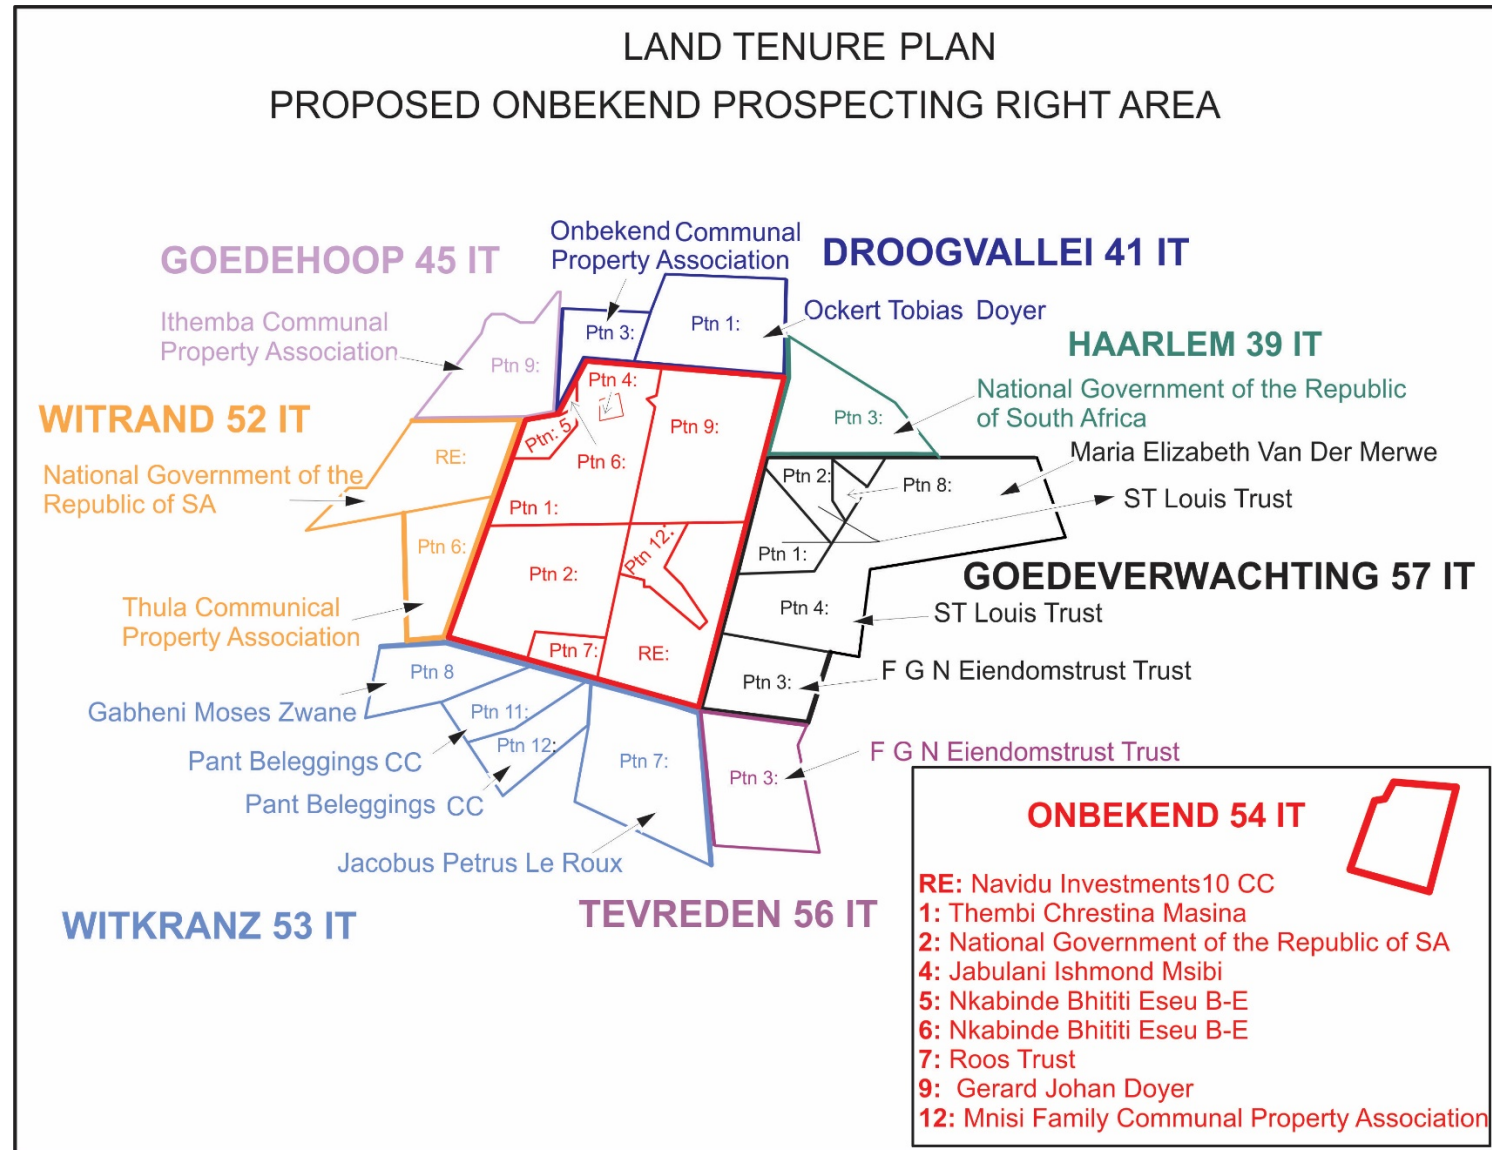 LAND TENURE PLAN
PROPOSED ONBEKEND PROSPECTING RIGHT AREA
GOEDEHOOP 45 IT
Onbekend Communal
Property Association
DROOGVALLEI 41 IT
Ithemba Communal
Property Association
Ptn 9:
Ptn 3:
Ptn 1:
Ockert Tobias Doyer
HAARLEM 39 IT
National Government of the Republic
of South Africa
Ptn 3:
WITRAND 52 IT
National Government of the
Republic of SA
RE:
Ptn 6:
Thula Communical
Property Association
Ptn 4:
Ptn: 5
Ptn 6:
Ptn 9:
Ptn 1:
Ptn 2:
Ptn 12:
Ptn 7:
RE:
Maria Elizabeth Van Der Merwe
ST Louis Trust
Ptn 2:
Ptn 8:
Ptn 1:
GOEDEVERWACHTING 57 IT
Ptn 4:
ST Louis Trust
Ptn 3:
F G N Eiendomstrust Trust
Ptn 8
Gabheni Moses Zwane
Ptn 11:
Pant Beleggings CC
Ptn 12:
Pant Beleggings CC
Ptn 7:
Jacobus Petrus Le Roux
WITKRANZ 53 IT
Ptn 3:
F G N Eiendomstrust Trust
TEVREDEN 56 IT
ONBEKEND 54 IT
RE: Navidu Investments10 CC
1: Thembi Chrestina Masina
2: National Government of the Republic of SA
4: Jabulani Ishmond Msibi
5: Nkabinde Bhititi Eseu B-E
6: Nkabinde Bhititi Eseu B-E
7: Roos Trust
9: Gerard Johan Doyer
12: Mnisi Family Communal Property Association